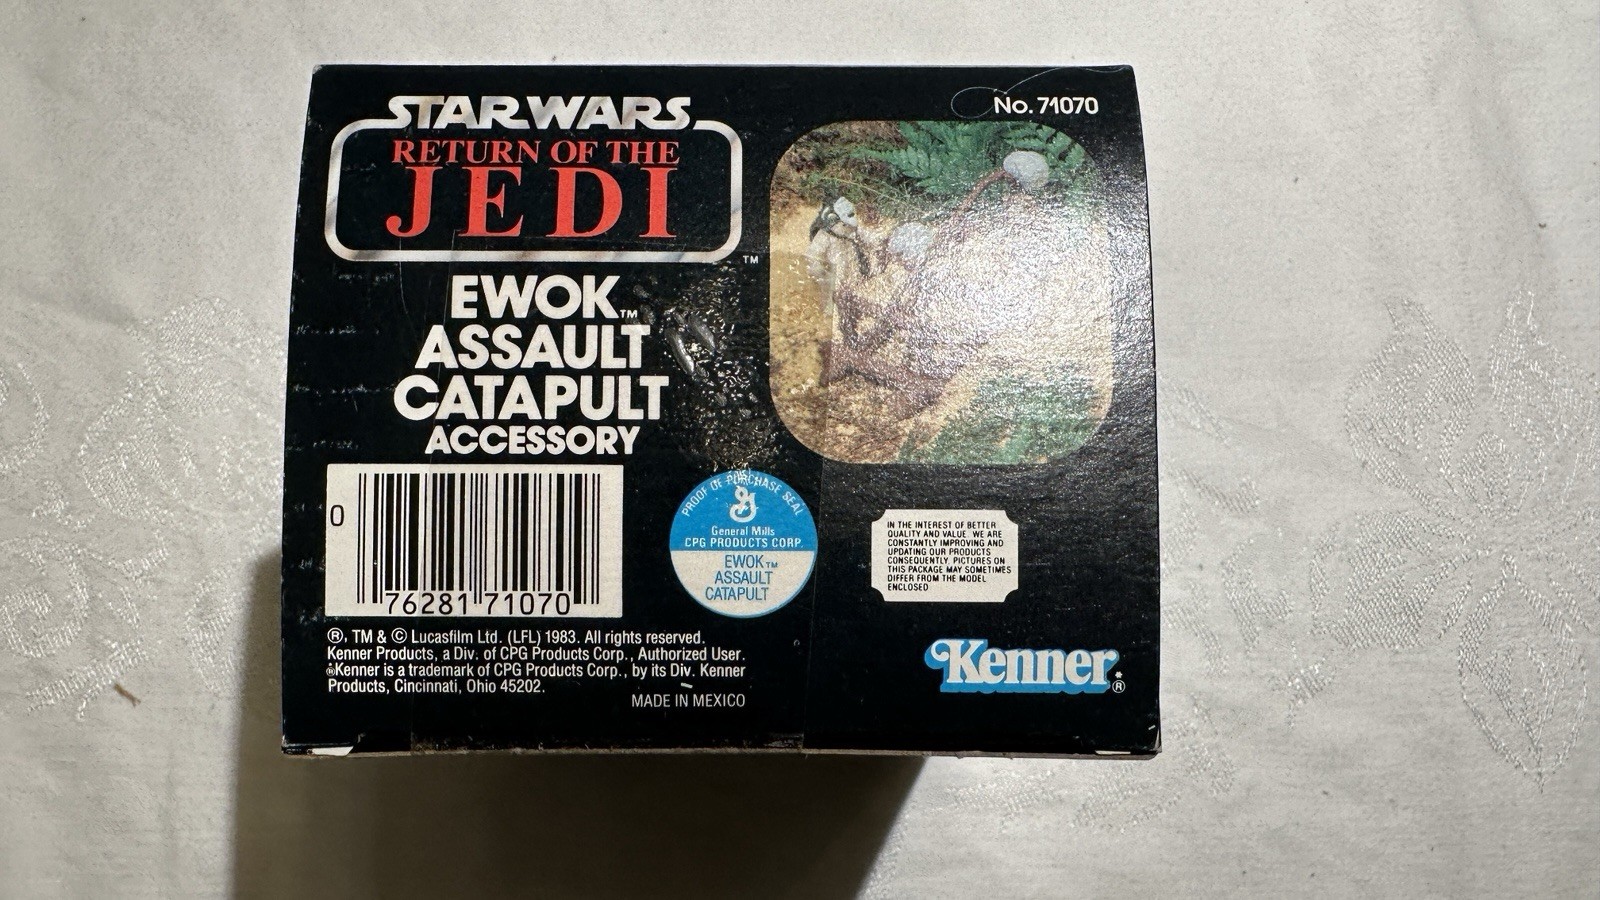 STAR WARS
RETURN OF THE
JEDI
TM
EWOK TM
ASSAULT
CATAPULT
ACCESSORY
No. 71070
0
76281 71070
PROOF OF PURCHASE SEAL
General Mills
CPG PRODUCTS CORP.
EWOK TM
ASSAULT
CATAPULT
IN THE INTEREST OF BETTER
QUALITY AND VALUE. WE ARE
CONSTANTLY IMPROVING AND
UPDATING OUR PRODUCTS
CONSEQUENTLY, PICTURES ON
THIS PACKAGE MAY SOMETIMES
DIFFER FROM THE MODEL
ENCLOSED
®, TM & © Lucasfilm Ltd. (LFL) 1983. All rights reserved.
Kenner Products, a Div. of CPG Products Corp., Authorized User.
®Kenner is a trademark of CPG Products Corp., by its Div. Kenner
Products, Cincinnati, Ohio 45202.
MADE IN MEXICO
Kenner®